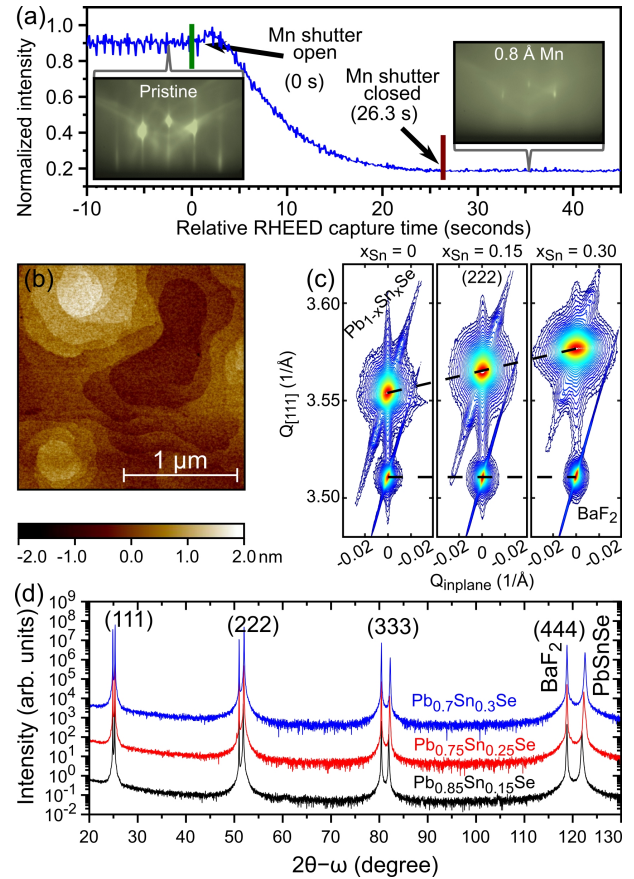 (a)
Normalized intensity
1.0
0.8
0.6
0.4
0.2
Mn shutter
open
(0 s)
Pristine
Mn shutter
closed
(26.3 s)
0.8 Å Mn
-10
0
10
20
30
40
Relative RHEED capture time (seconds)
(b)
1 µm
-2.0
-1.0
0.0
1.0
2.0
nm
(c)
xSn = 0
xSn = 0.15
xSn = 0.30
Q[111] (1/Å)
3.60
3.55
3.50
Pb1-xSnxSe
(222)
BaF2
-0.02
0
-0.02
-0.02
0
-0.02
-0.02
0
-0.02
Qinplane (1/Å)
(d)
Intensity (arb. units)
10^9
10^8
10^7
10^6
10^5
10^4
10^3
10^2
10^1
10^0
10^-1
10^-2
(111)
(222)
(333)
(444)
BaF2
PbSnSe
Pb0.7Sn0.3Se
Pb0.75Sn0.25Se
Pb0.85Sn0.15Se
20
30
40
50
60
70
80
90
100
110
120
130
2θ−ω (degree)